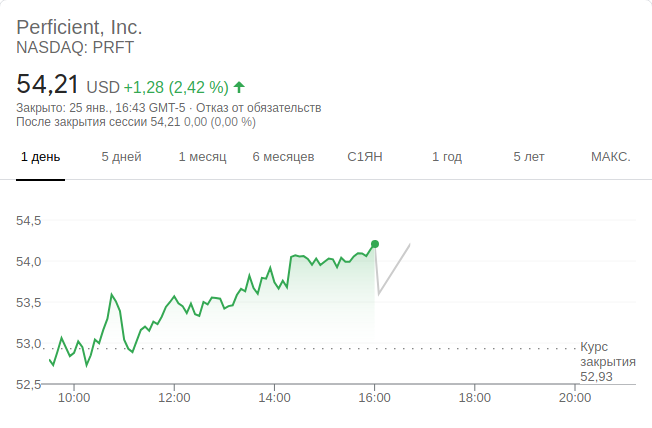 Perficient, Inc.
NASDAQ: PRFT
54,21 USD +1,28 (2,42 %)
Закрыто: 25 янв., 16:43 GMT-5 · Отказ от обязательств
После закрытия сессии 54,21 0,00 (0,00 %)
1 день 5 дней 1 месяц 6 месяцев С1ЯН 1 год 5 лет МАКС.
54,5
54,0
53,5
53,0
52,5
Курс
закрытия
52,93
10:00 12:00 14:00 16:00 18:00 20:00